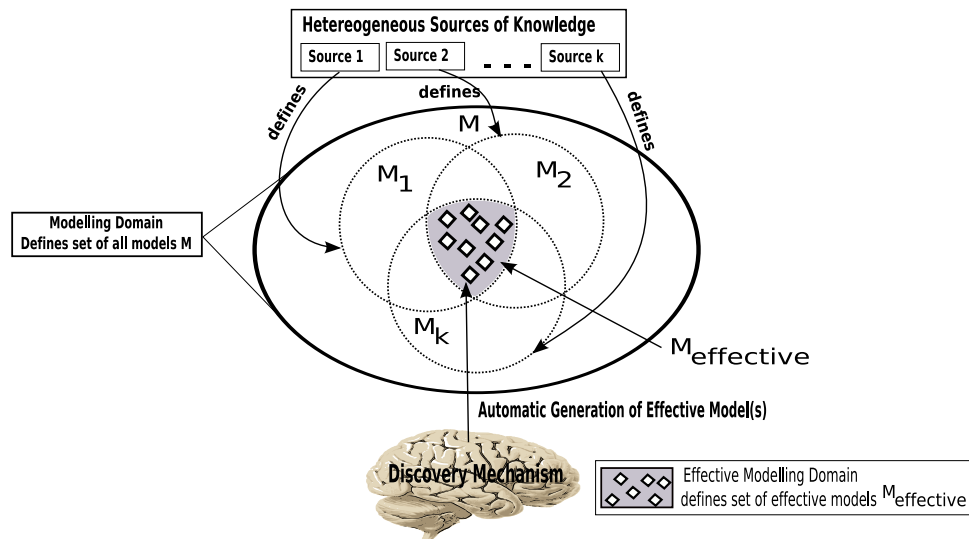 Heterogeneous Sources of Knowledge
Source 1
Source 2
- - -
Source k
defines
defines
defines
M
M1
M2
Modelling Domain
Defines set of all models M
Mk
Meffective
Automatic Generation of Effective Model(s)
Discovery Mechanism
Effective Modelling Domain
defines set of effective models Meffective